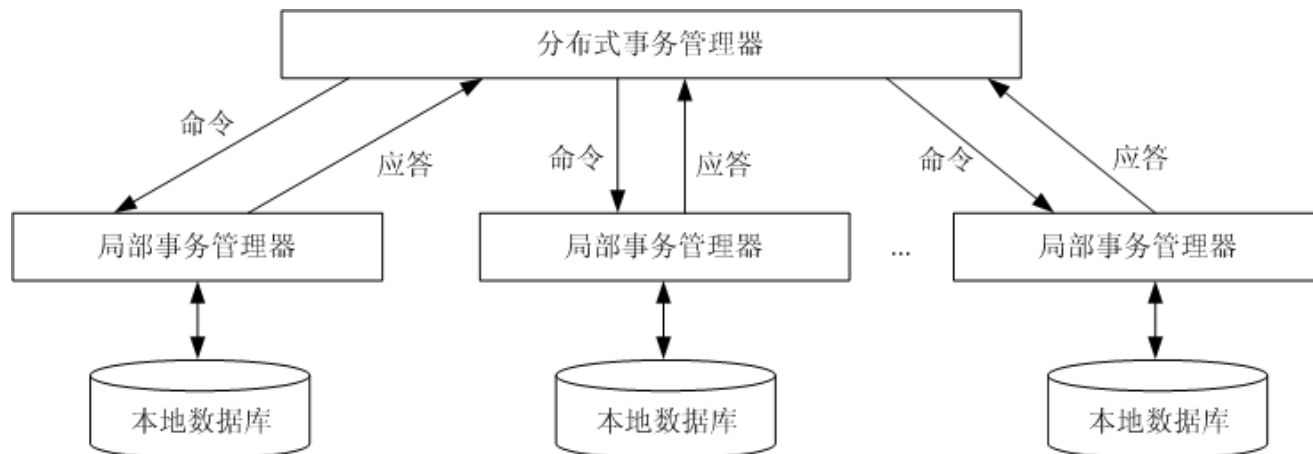 分布式事务管理器
命令
应答
命令
应答
命令
应答
局部事务管理器
局部事务管理器
...
局部事务管理器
本地数据库
本地数据库
本地数据库